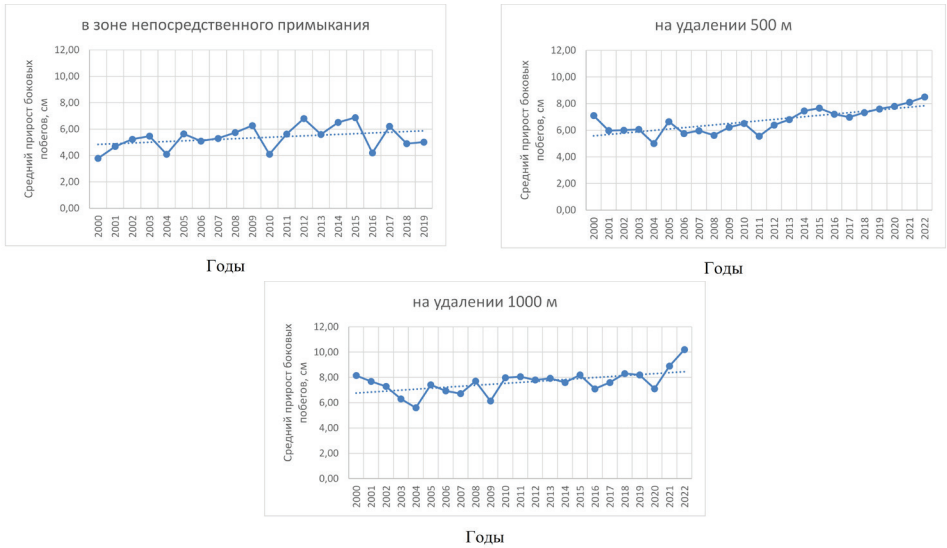 в зоне непосредственного примыкания
Средний прирост боковых
побегов, см
12,00
10,00
8,00
6,00
4,00
2,00
0,00
2000 2001 2002 2003 2004 2005 2006 2007 2008 2009 2010 2011 2012 2013 2014 2015 2016 2017 2018 2019
Годы
на удалении 500 м
Средний прирост боковых
побегов, см
12,00
10,00
8,00
6,00
4,00
2,00
0,00
2000 2001 2002 2003 2004 2005 2006 2007 2008 2009 2010 2011 2012 2013 2014 2015 2016 2017 2018 2019 2020 2021 2022
Годы
на удалении 1000 м
Средний прирост боковых
побегов, см
12,00
10,00
8,00
6,00
4,00
2,00
0,00
2000 2001 2002 2003 2004 2005 2006 2007 2008 2009 2010 2011 2012 2013 2014 2015 2016 2017 2018 2019 2020 2021 2022
Годы